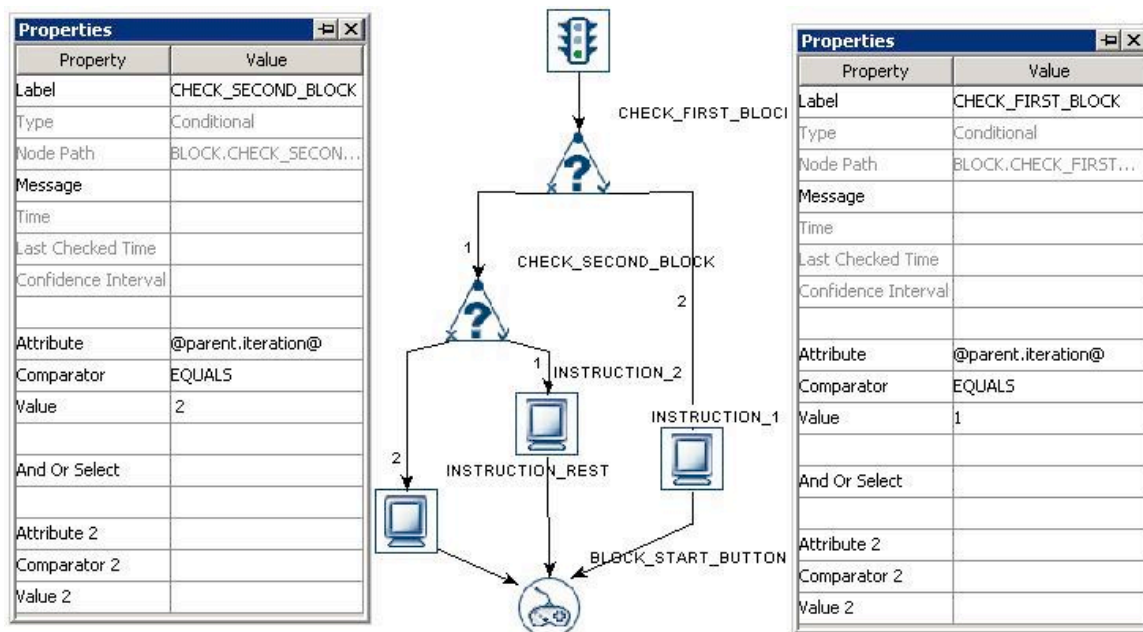 Properties
Property Value
Label CHECK_SECOND_BLOCK
Type Conditional
Node Path BLOCK.CHECK_SECON...
Message
Time
Last Checked Time
Confidence Interval
Attribute @parent.iteration@
Comparator EQUALS
Value 2
And Or Select
Attribute 2
Comparator 2
Value 2
CHECK_FIRST_BLOC
1
CHECK_SECOND_BLOCK
2
1
INSTRUCTION_2
INSTRUCTION_1
2
INSTRUCTION_REST
BLOCK_START_BUTTON
Properties
Property Value
Label CHECK_FIRST_BLOCK
Type Conditional
Node Path BLOCK.CHECK_FIRST...
Message
Time
Last Checked Time
Confidence Interval
Attribute @parent.iteration@
Comparator EQUALS
Value 1
And Or Select
Attribute 2
Comparator 2
Value 2